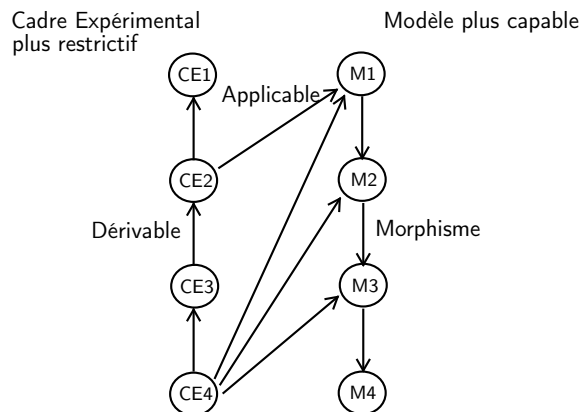 Cadre Expérimental
plus restrictif
Modèle plus capable
CE1
M1
Applicable
CE2
M2
Dérivable
Morphisme
CE3
M3
CE4
M4